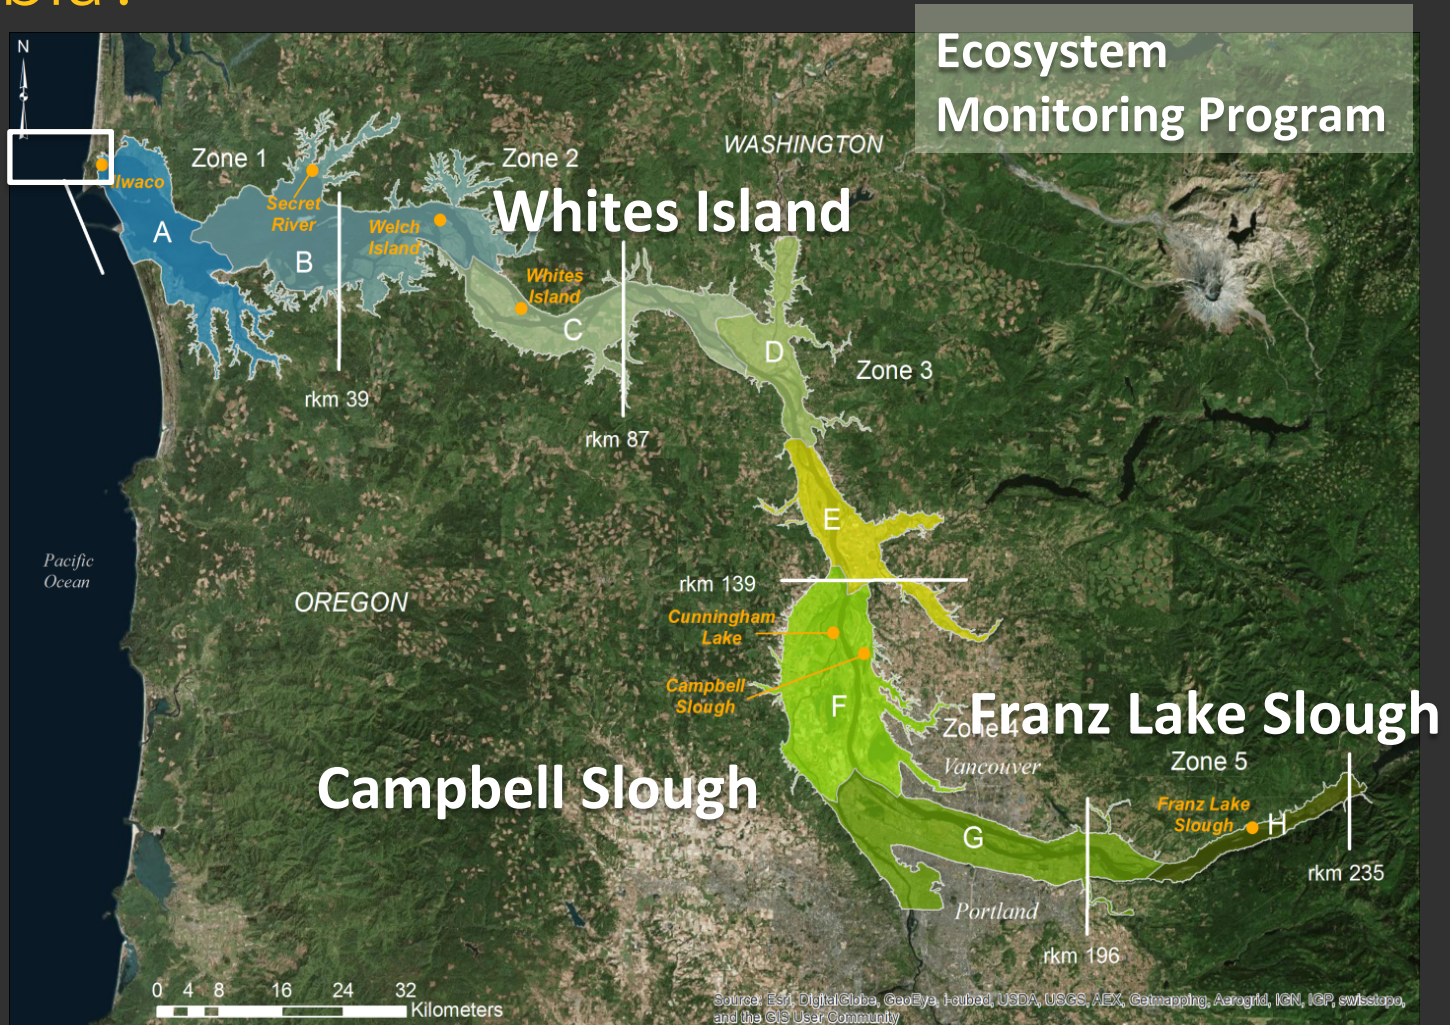 Ecosystem
Monitoring Program
N
WASHINGTON
Zone 1
Zone 2
Ilwaco
Secret
River
Welch
Island
Whites Island
A
B
Whites
Island
C
D
Zone 3
rkm 39
rkm 87
E
Pacific
Ocean
OREGON
rkm 139
Cunningham
Lake
Campbell
Slough
F
Franz Lake Slough
Zone 4
Vancouver
Zone 5
Campbell Slough
Franz Lake
Slough
H
G
rkm 235
Portland
rkm 196
0 4 8 16 24 32
Kilometers
Source: Esri, DigitalGlobe, GeoEye, i-cubed, USDA, USGS, AEX, Getmapping, Aerogrid, IGN, IGP, swisstopo,
and the GIS User Community